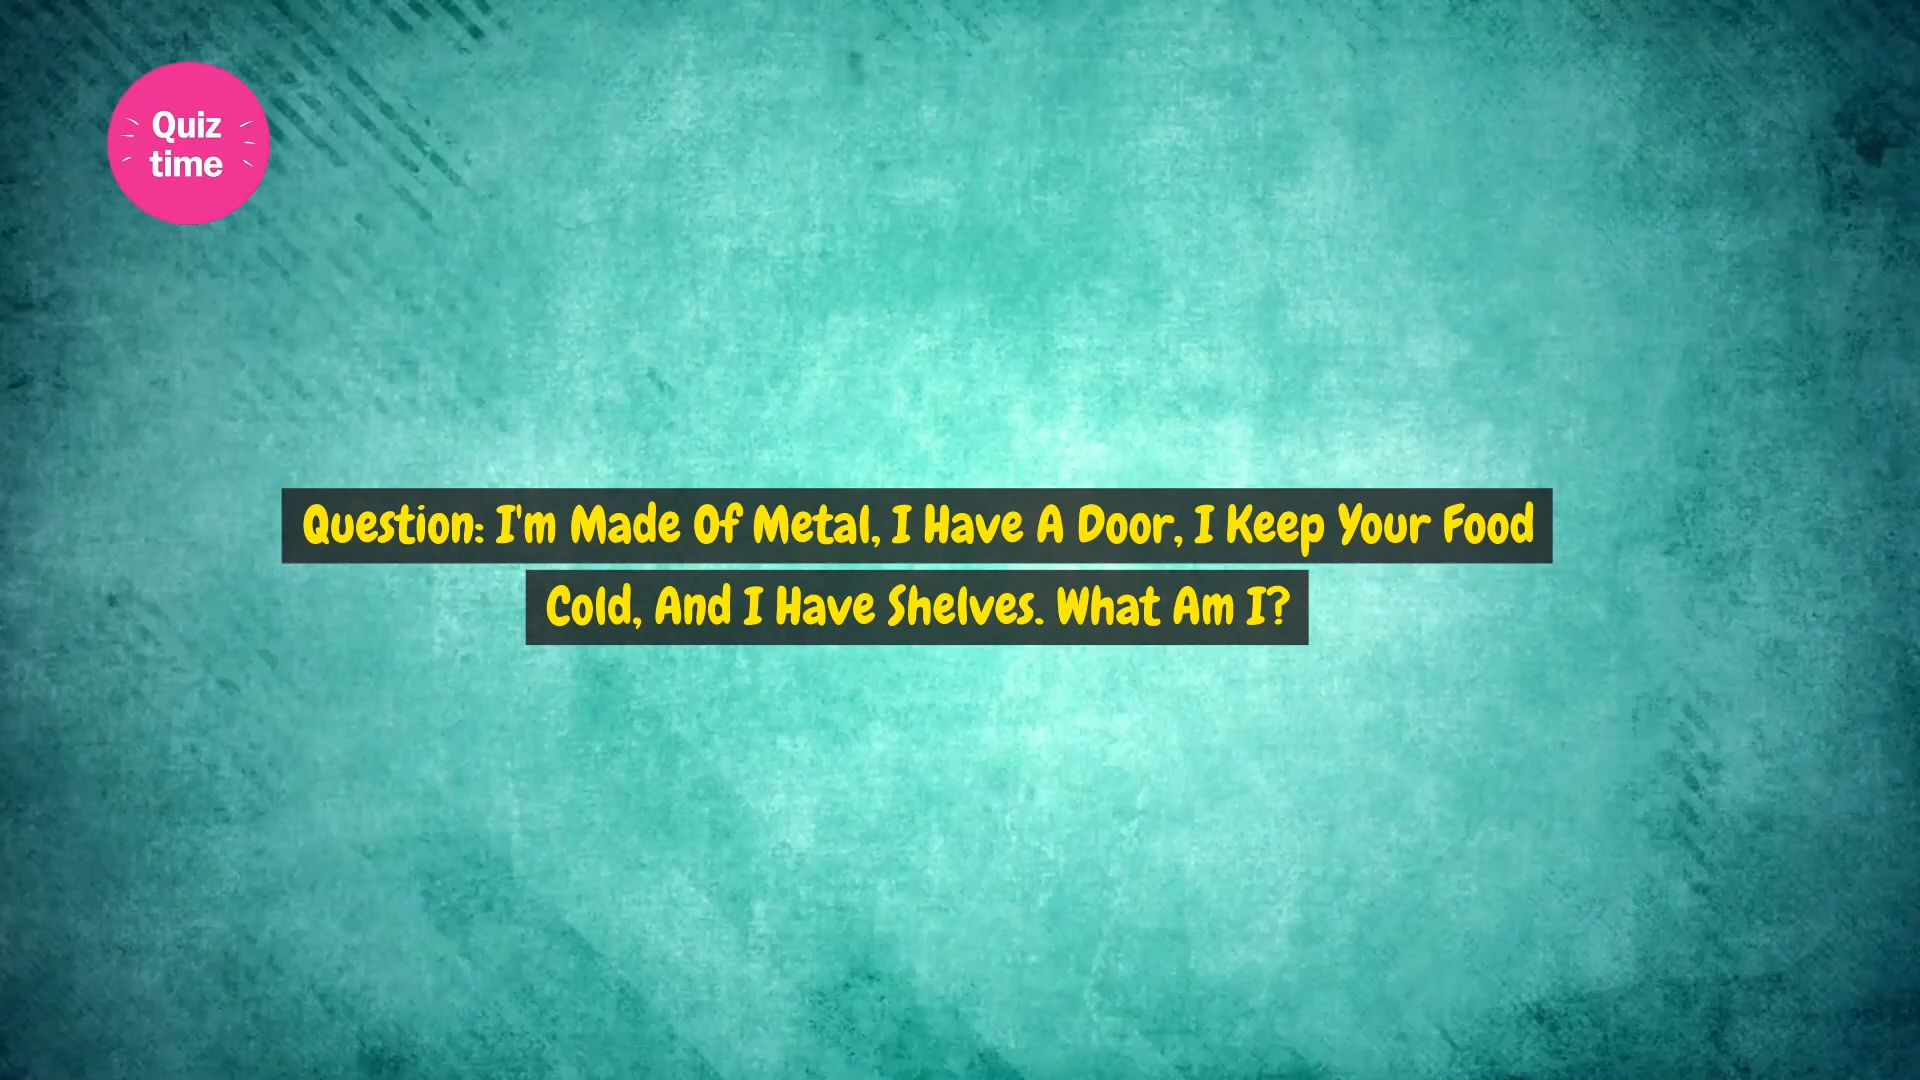 Quiz
time
Question: I'm Made Of Metal, I Have A Door, I Keep Your Food
Cold, And I Have Shelves. What Am I?